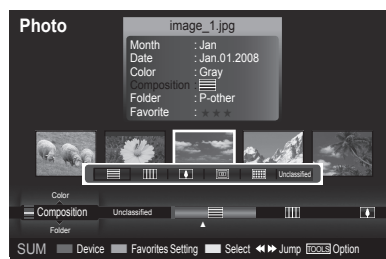 Photo
image_1.jpg
Month : Jan
Date : Jan.01.2008
Color : Gray
Composition :
Folder : P-other
Favorite : ★ ★ ★
Unclassified
Color
Composition Unclassified
Folder
SUM Device Favorites Setting Select Jump TOOLS Option